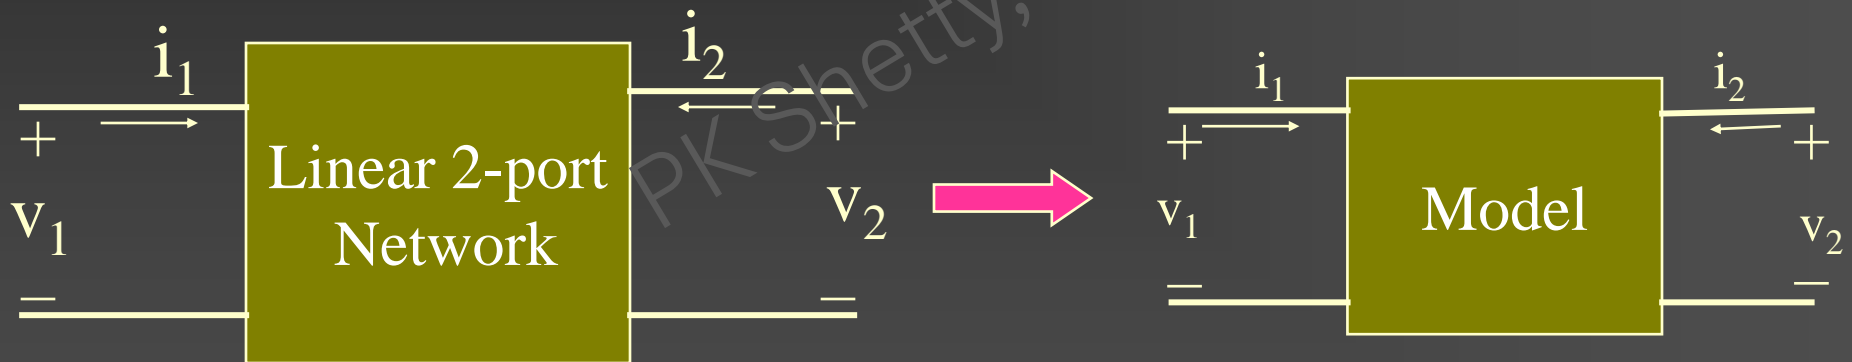 i₁
i₂
+
+
Linear 2-port
Network
v₁
v₂
−
−
PK Shetty,
i₁
i₂
+
+
Model
v₁
v₂
−
−